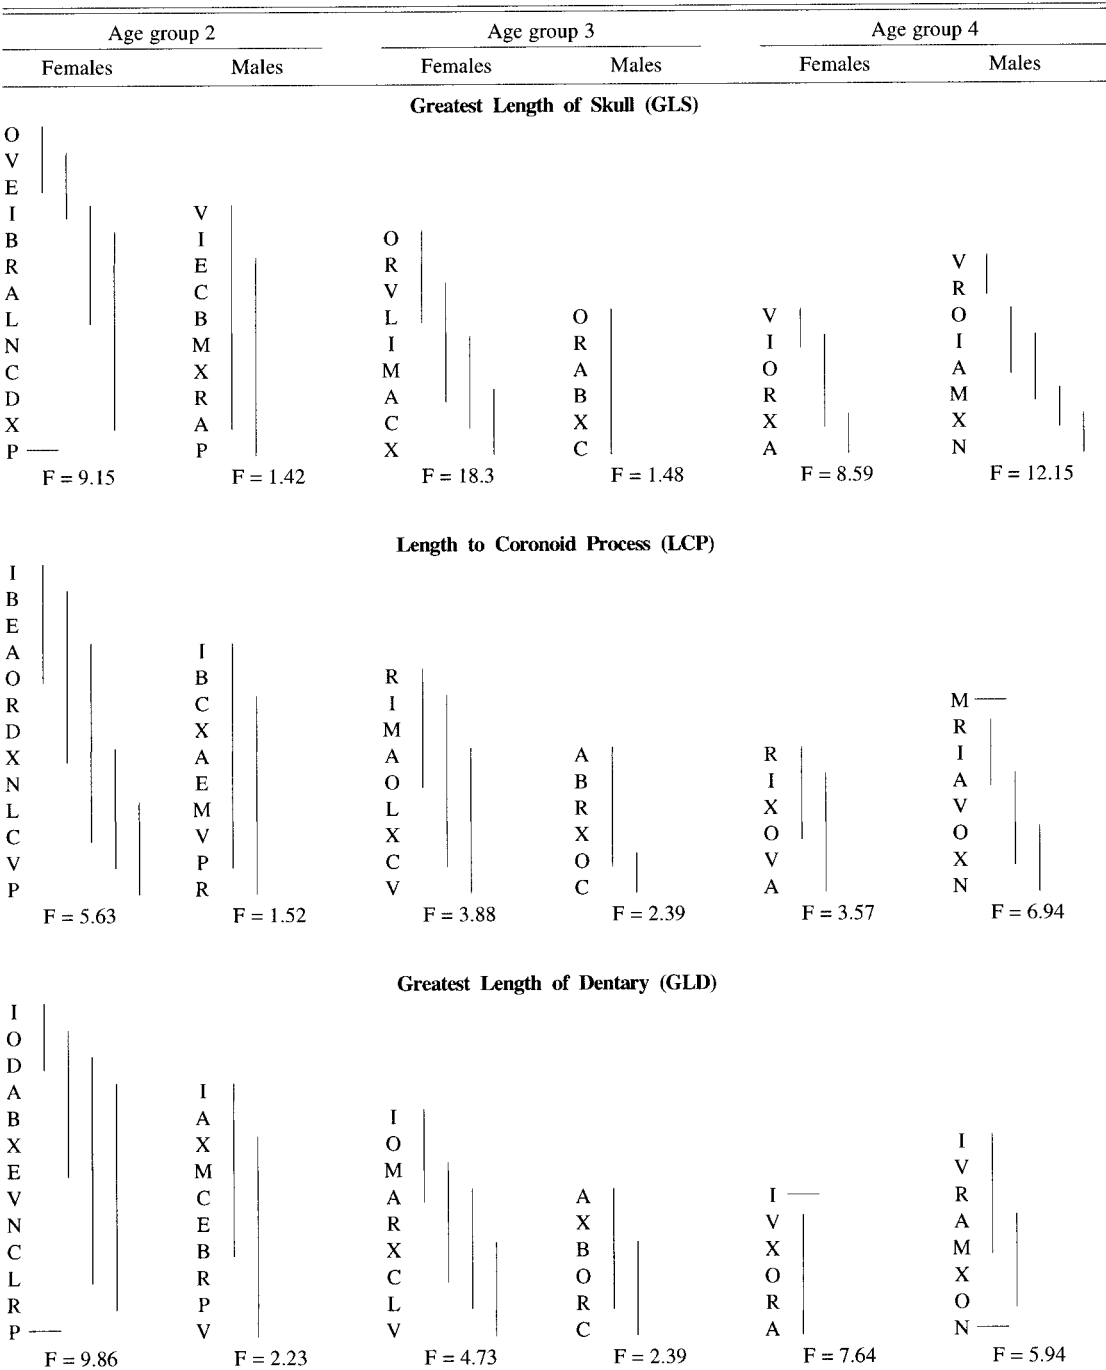 Age group 2 Age group 3 Age group 4
Females Males Females Males Females Males
Greatest Length of Skull (GLS)
O
V
E
I V
B I O
R E R V
A C V R
L B L O V O
N M I R I I
C X M A O A
D R A B R M
X A C X X X
P P X C A N
F = 9.15 F = 1.42 F = 18.3 F = 1.48 F = 8.59 F = 12.15
Length to Coronoid Process (LCP)
I
B
E
A I
O B R
R C I M
D X M R
X A A A R I
N E O B I A
L M L R X V
C V X X O O
V P C O V X
P R V C A N
F = 5.63 F = 1.52 F = 3.88 F = 2.39 F = 3.57 F = 6.94
Greatest Length of Dentary (GLD)
I
O
D
A I
B A I
X X O I
E M M V
V C A A I R
N E R X V A
C B X B X M
L R C O O X
R P L R R O
P V V C A N
F = 9.86 F = 2.23 F = 4.73 F = 2.39 F = 7.64 F = 5.94